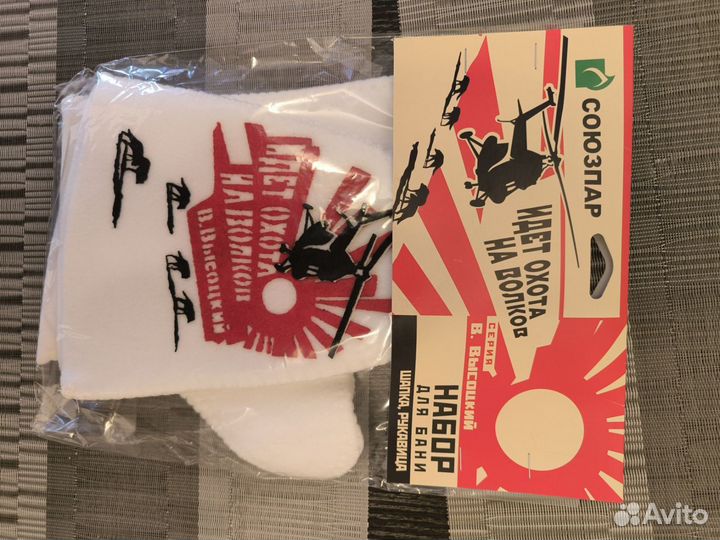 ИДЕТ ОХОТА
НА ВОЛКОВ
В. ВЫСОЦКИЙ
СОЮЗПАР
ИДЕТ ОХОТА
НА ВОЛКОВ
СЕРИЯ
В. ВЫСОЦКИЙ
НАБОР
ДЛЯ БАНИ
ШАПКА, РУКАВИЦА
Avito